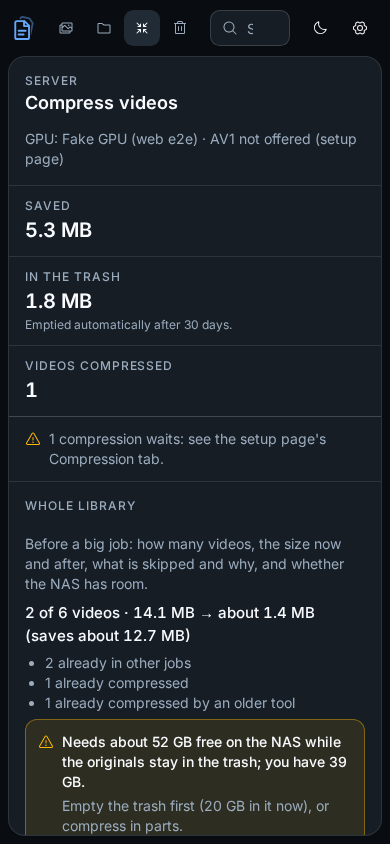 S
SERVER
Compress videos
GPU: Fake GPU (web e2e) · AV1 not offered (setup
page)
SAVED
5.3 MB
IN THE TRASH
1.8 MB
Emptied automatically after 30 days.
VIDEOS COMPRESSED
1
1 compression waits: see the setup page's
Compression tab.
WHOLE LIBRARY
Before a big job: how many videos, the size now
and after, what is skipped and why, and whether
the NAS has room.
2 of 6 videos · 14.1 MB → about 1.4 MB
(saves about 12.7 MB)
• 2 already in other jobs
• 1 already compressed
• 1 already compressed by an older tool
Needs about 52 GB free on the NAS while
the originals stay in the trash; you have 39
GB.
Empty the trash first (20 GB in it now), or
compress in parts.